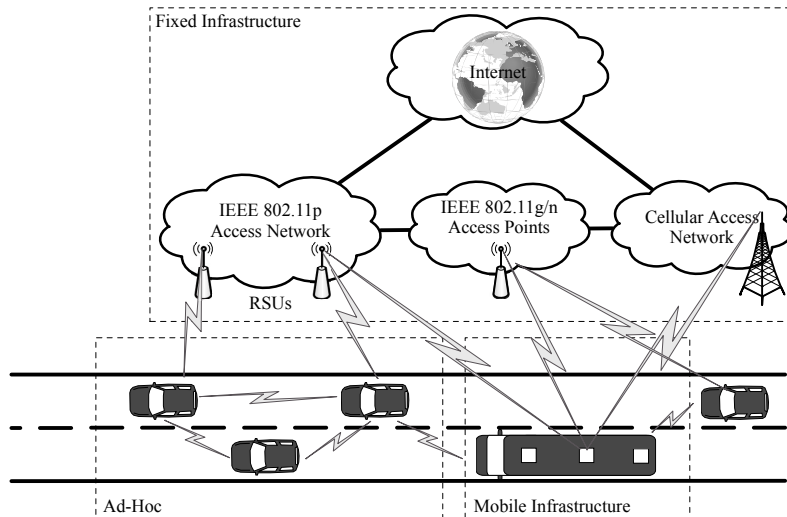 Fixed Infrastructure
Internet
IEEE 802.11p
Access Network
IEEE 802.11g/n
Access Points
Cellular Access
Network
RSUs
Ad-Hoc
Mobile Infrastructure